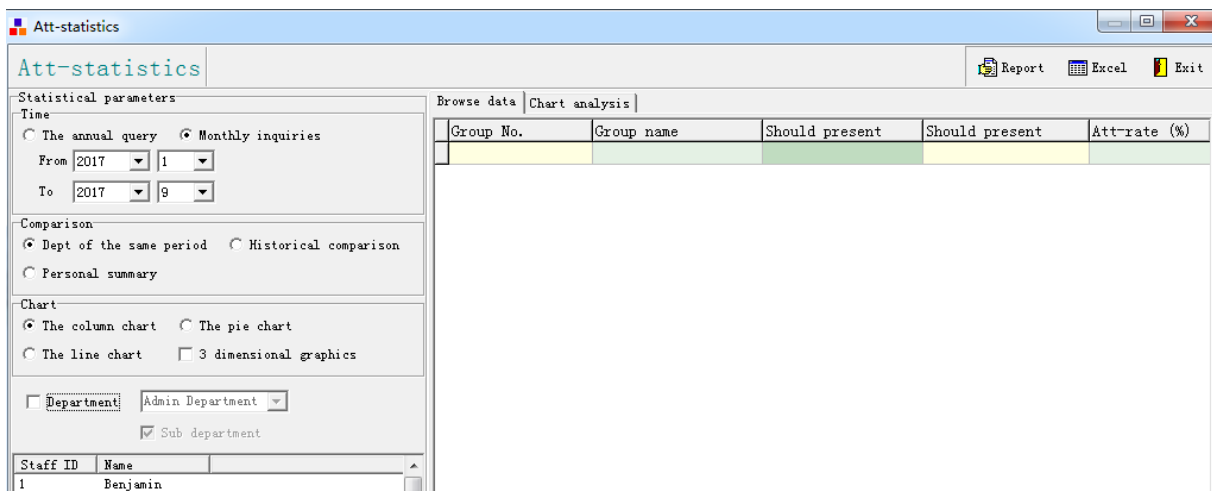 Att-statistics
Att-statistics
Report Excel Exit
Statistical parameters
Time
The annual query Monthly inquiries
From 2017 1
To 2017 9
Comparison
Dept of the same period Historical comparison
Personal summary
Chart
The column chart The pie chart
The line chart 3 dimensional graphics
Department Admin Department
Sub department
Staff ID Name
1 Benjamin
Browse data Chart analysis
Group No. Group name Should present Should present Att-rate (%)